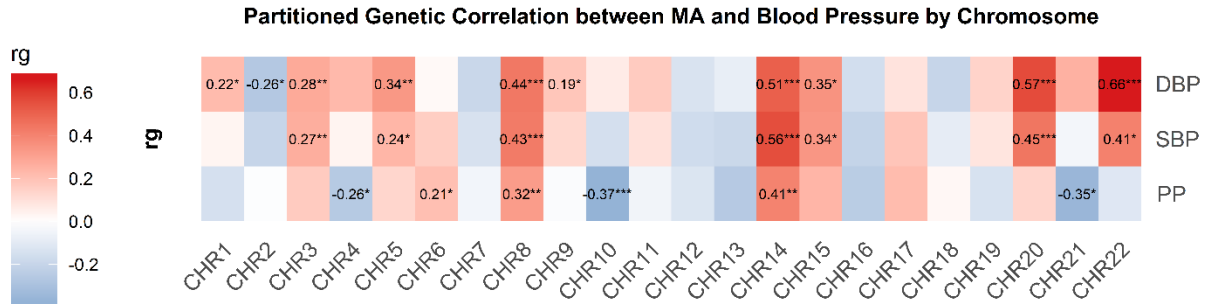 Partitioned Genetic Correlation between MA and Blood Pressure by Chromosome
rg
0.6
0.4
0.2
0.0
-0.2
rg
0.22* -0.26* 0.28** 0.34** 0.44*** 0.19* 0.51*** 0.35* 0.57*** 0.66*** DBP
0.27** 0.24* 0.43*** 0.56*** 0.34* 0.45*** 0.41* SBP
-0.26* 0.21* 0.32** -0.37*** 0.41** -0.35* PP
CHR1 CHR2 CHR3 CHR4 CHR5 CHR6 CHR7 CHR8 CHR9 CHR10 CHR11 CHR12 CHR13 CHR14 CHR15 CHR16 CHR17 CHR18 CHR19 CHR20 CHR21 CHR22